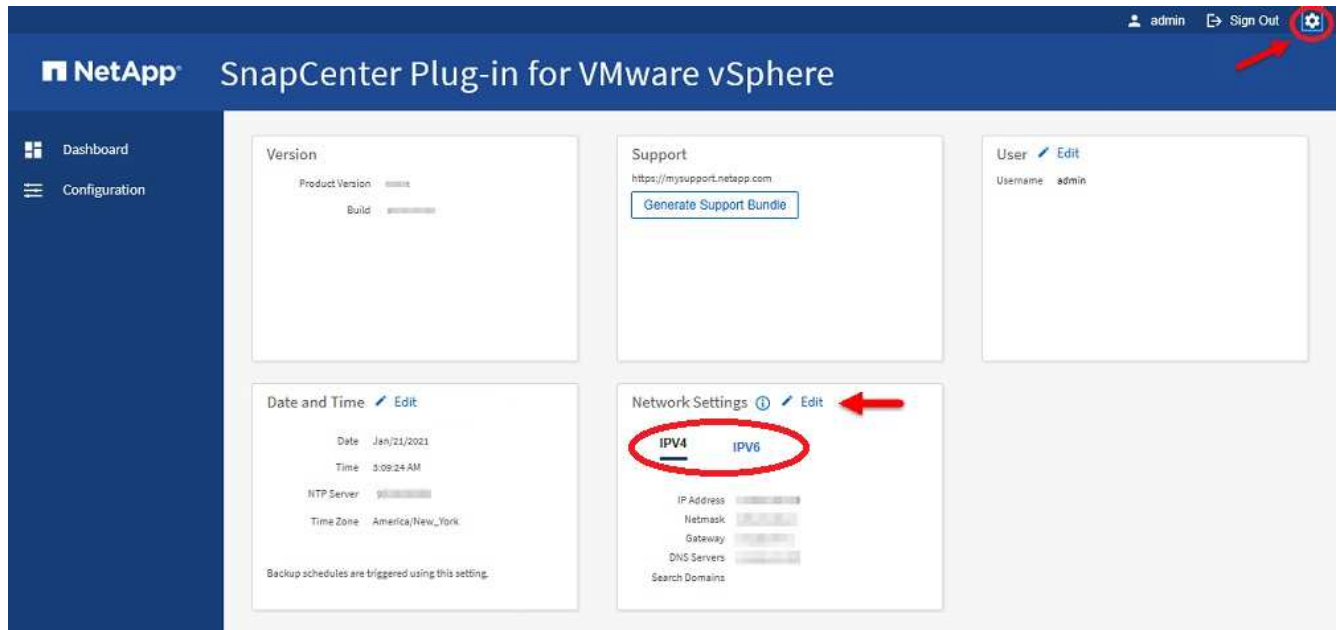 admin Sign Out
NetApp SnapCenter Plug-in for VMware vSphere
Dashboard
Configuration
Version
Product Version
Build
Support
https://mysupport.netapp.com
Generate Support Bundle
User Edit
Username admin
Date and Time Edit
Date Jan/21/2021
Time 3:09:24 AM
NTP Server
Time Zone America/New_York
Backup schedules are triggered using this setting.
Network Settings Edit
IPV4 IPV6
IP Address
Netmask
Gateway
DNS Servers
Search Domains